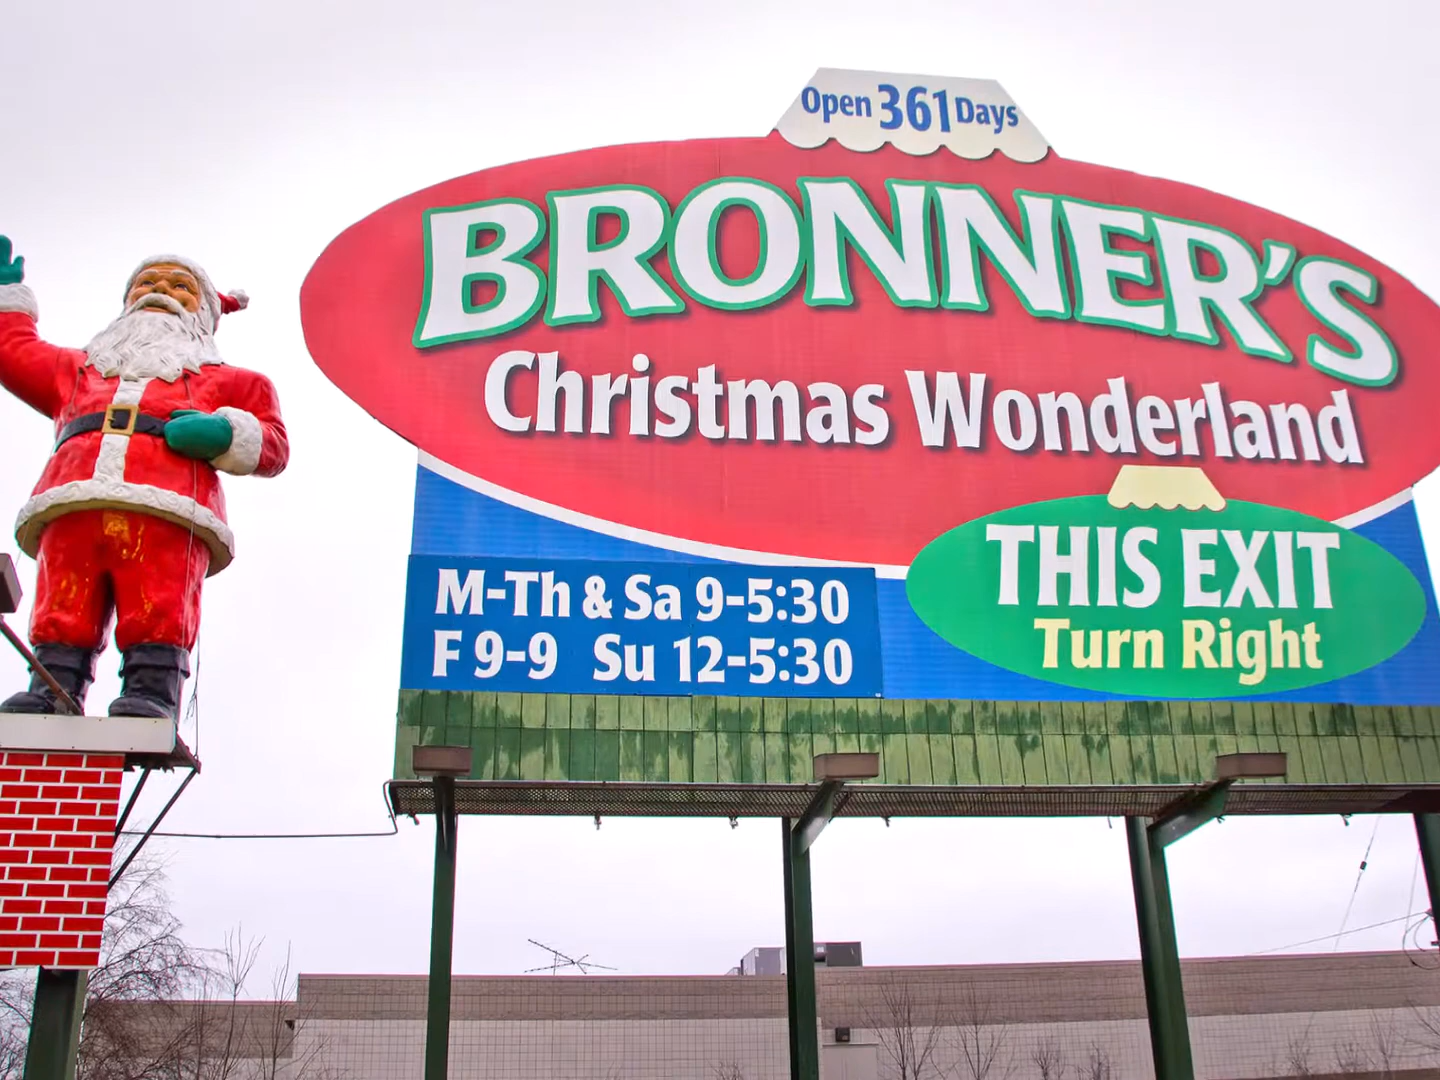 Open 361 Days
BRONNER'S
Christmas Wonderland
THIS EXIT
Turn Right
M-Th & Sa 9-5:30
F 9-9 Su 12-5:30